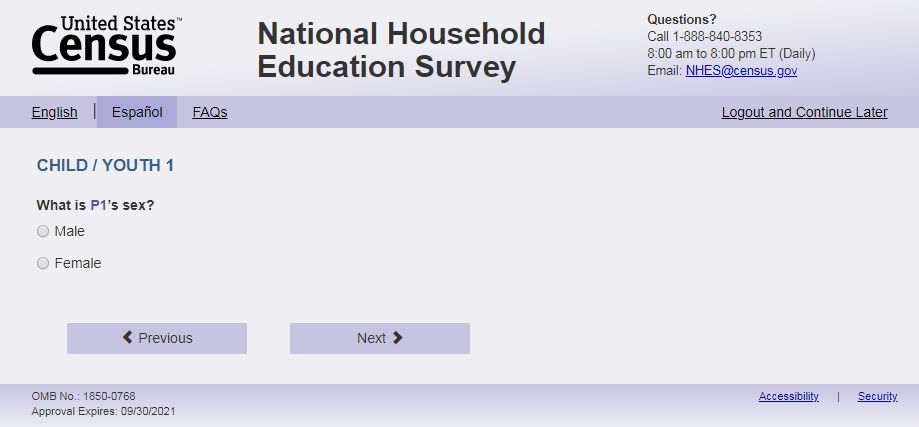 United States™
Census
Bureau
National Household
Education Survey
Questions?
Call 1-888-840-8353
8:00 am to 8:00 pm ET (Daily)
Email: NHES@census.gov
English | Español FAQs Logout and Continue Later
CHILD / YOUTH 1
What is P1's sex?
Male
Female
Previous Next
OMB No.: 1850-0768 Accessibility | Security
Approval Expires: 09/30/2021